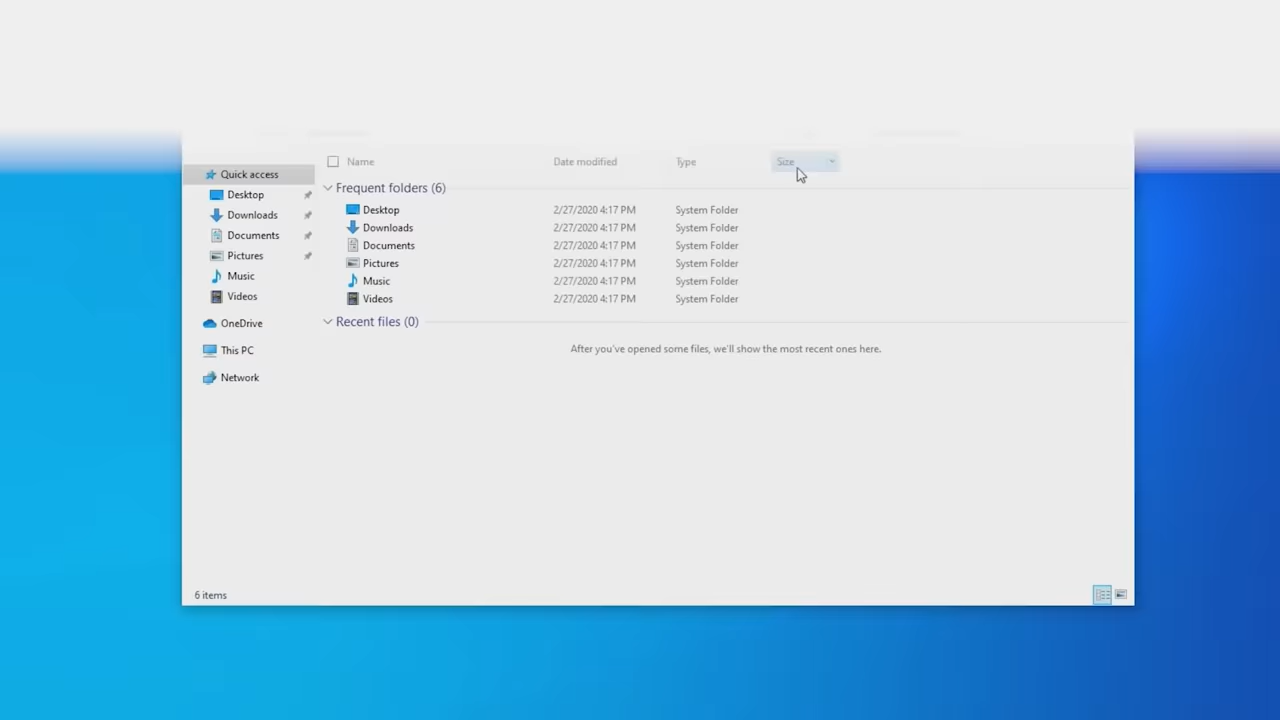 Name Date modified Type Size
Quick access
Desktop
Downloads
Documents
Pictures
Music
Videos
OneDrive
This PC
Network
Frequent folders (6)
Desktop 2/27/2020 4:17 PM System Folder
Downloads 2/27/2020 4:17 PM System Folder
Documents 2/27/2020 4:17 PM System Folder
Pictures 2/27/2020 4:17 PM System Folder
Music 2/27/2020 4:17 PM System Folder
Videos 2/27/2020 4:17 PM System Folder
Recent files (0)
After you've opened some files, we'll show the most recent ones here.
6 items